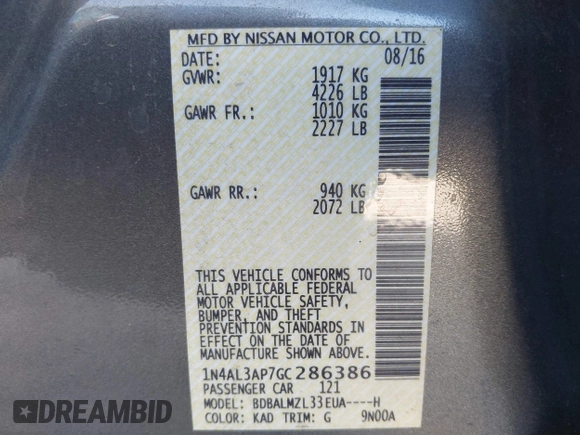 MFD BY NISSAN MOTOR CO., LTD.
DATE: 08/16
GVWR: 1917 KG
4226 LB
GAWR FR.: 1010 KG
2227 LB
GAWR RR.: 940 KG
2072 LB
THIS VEHICLE CONFORMS TO
ALL APPLICABLE FEDERAL
MOTOR VEHICLE SAFETY,
BUMPER, AND THEFT
PREVENTION STANDARDS IN
EFFECT ON THE DATE OF
MANUFACTURE SHOWN ABOVE.
1N4AL3AP7GC286386
PASSENGER CAR 121
MODEL: BDBALMZL33EUA----H
COLOR: KAD TRIM: G 9N00A
STAT.VIN